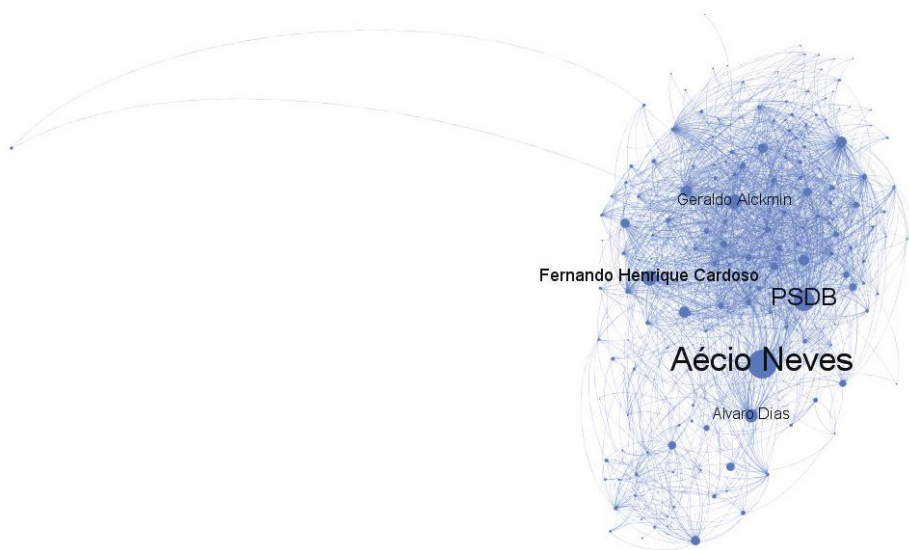 Geraldo Alckmin
Fernando Henrique Cardoso
PSDB
Aécio Neves
Alvaro Dias